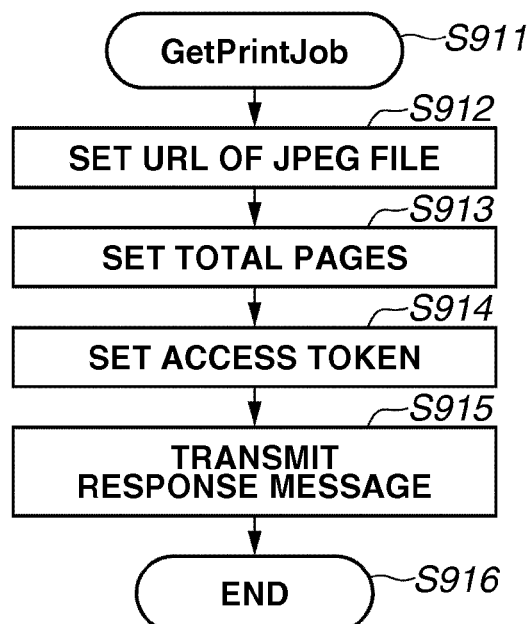 GetPrintJob
S911
S912
SET URL OF JPEG FILE
S913
SET TOTAL PAGES
S914
SET ACCESS TOKEN
S915
TRANSMIT
RESPONSE MESSAGE
END
S916